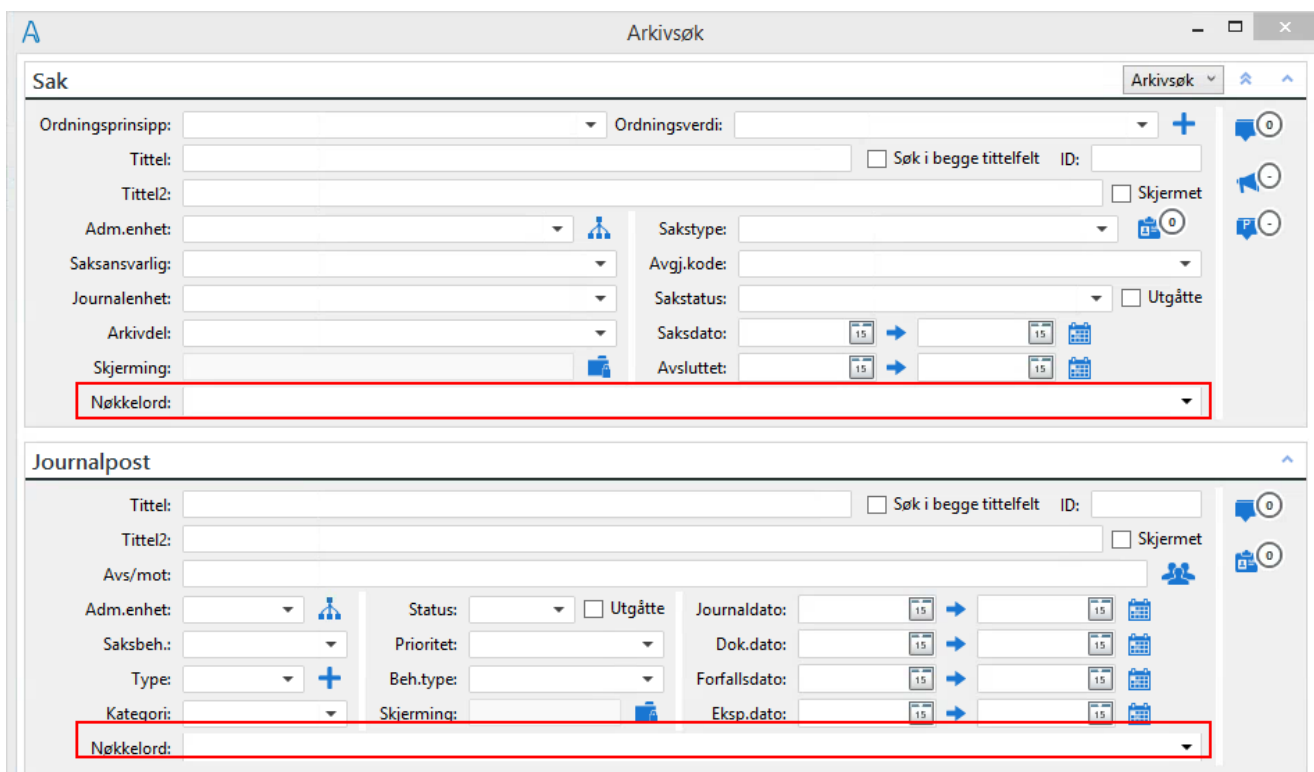 Arkivsøk
Sak Arkivsøk
Ordningsprinsipp: Ordningsverdi: 0
Tittel: Søk i begge tittelfelt ID:
Tittel2: Skjermet -
Adm.enhet: Sakstype: 0 P -
Saksansvarlig: Avgj.kode:
Journalenhet: Sakstatus: Utgåtte
Arkivdel: Saksdato: 15 15
Skjerming: Avsluttet: 15 15
Nøkkelord:
Journalpost
Tittel: Søk i begge tittelfelt ID: 0
Tittel2: Skjermet
Avs/mot: 0
Adm.enhet: Status: Utgåtte Journaldato: 15 15
Saksbeh.: Prioritet: Dok.dato: 15 15
Type: Beh.type: Forfallsdato: 15 15
Kategori: Skjerming: Eksp.dato: 15 15
Nøkkelord: